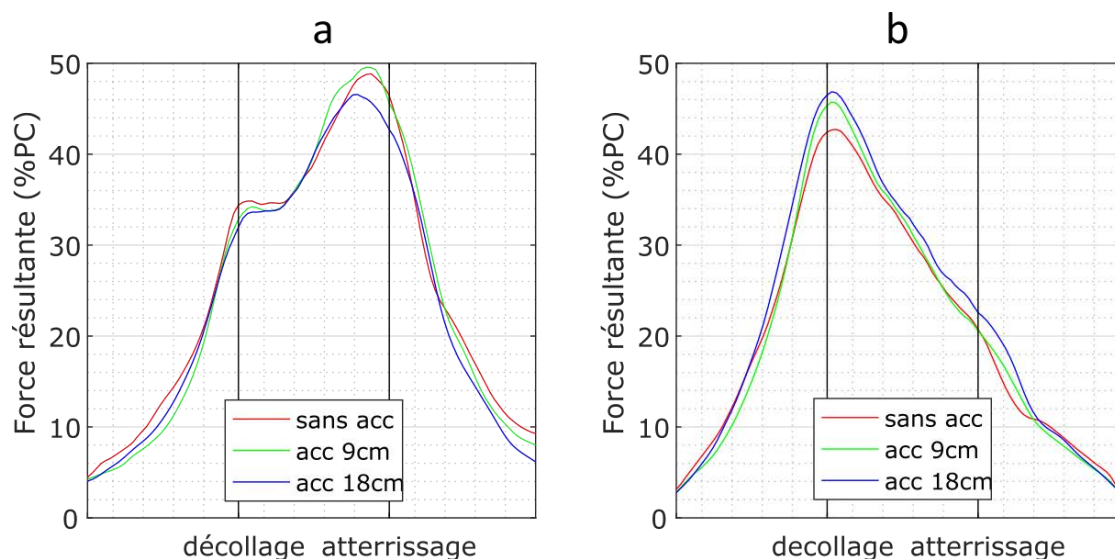 a
Force résultante (%PC)
50
40
30
20
10
0
sans acc
acc 9cm
acc 18cm
décollage atterrissage
b
Force résultante (%PC)
50
40
30
20
10
0
sans acc
acc 9cm
acc 18cm
decollage atterrissage